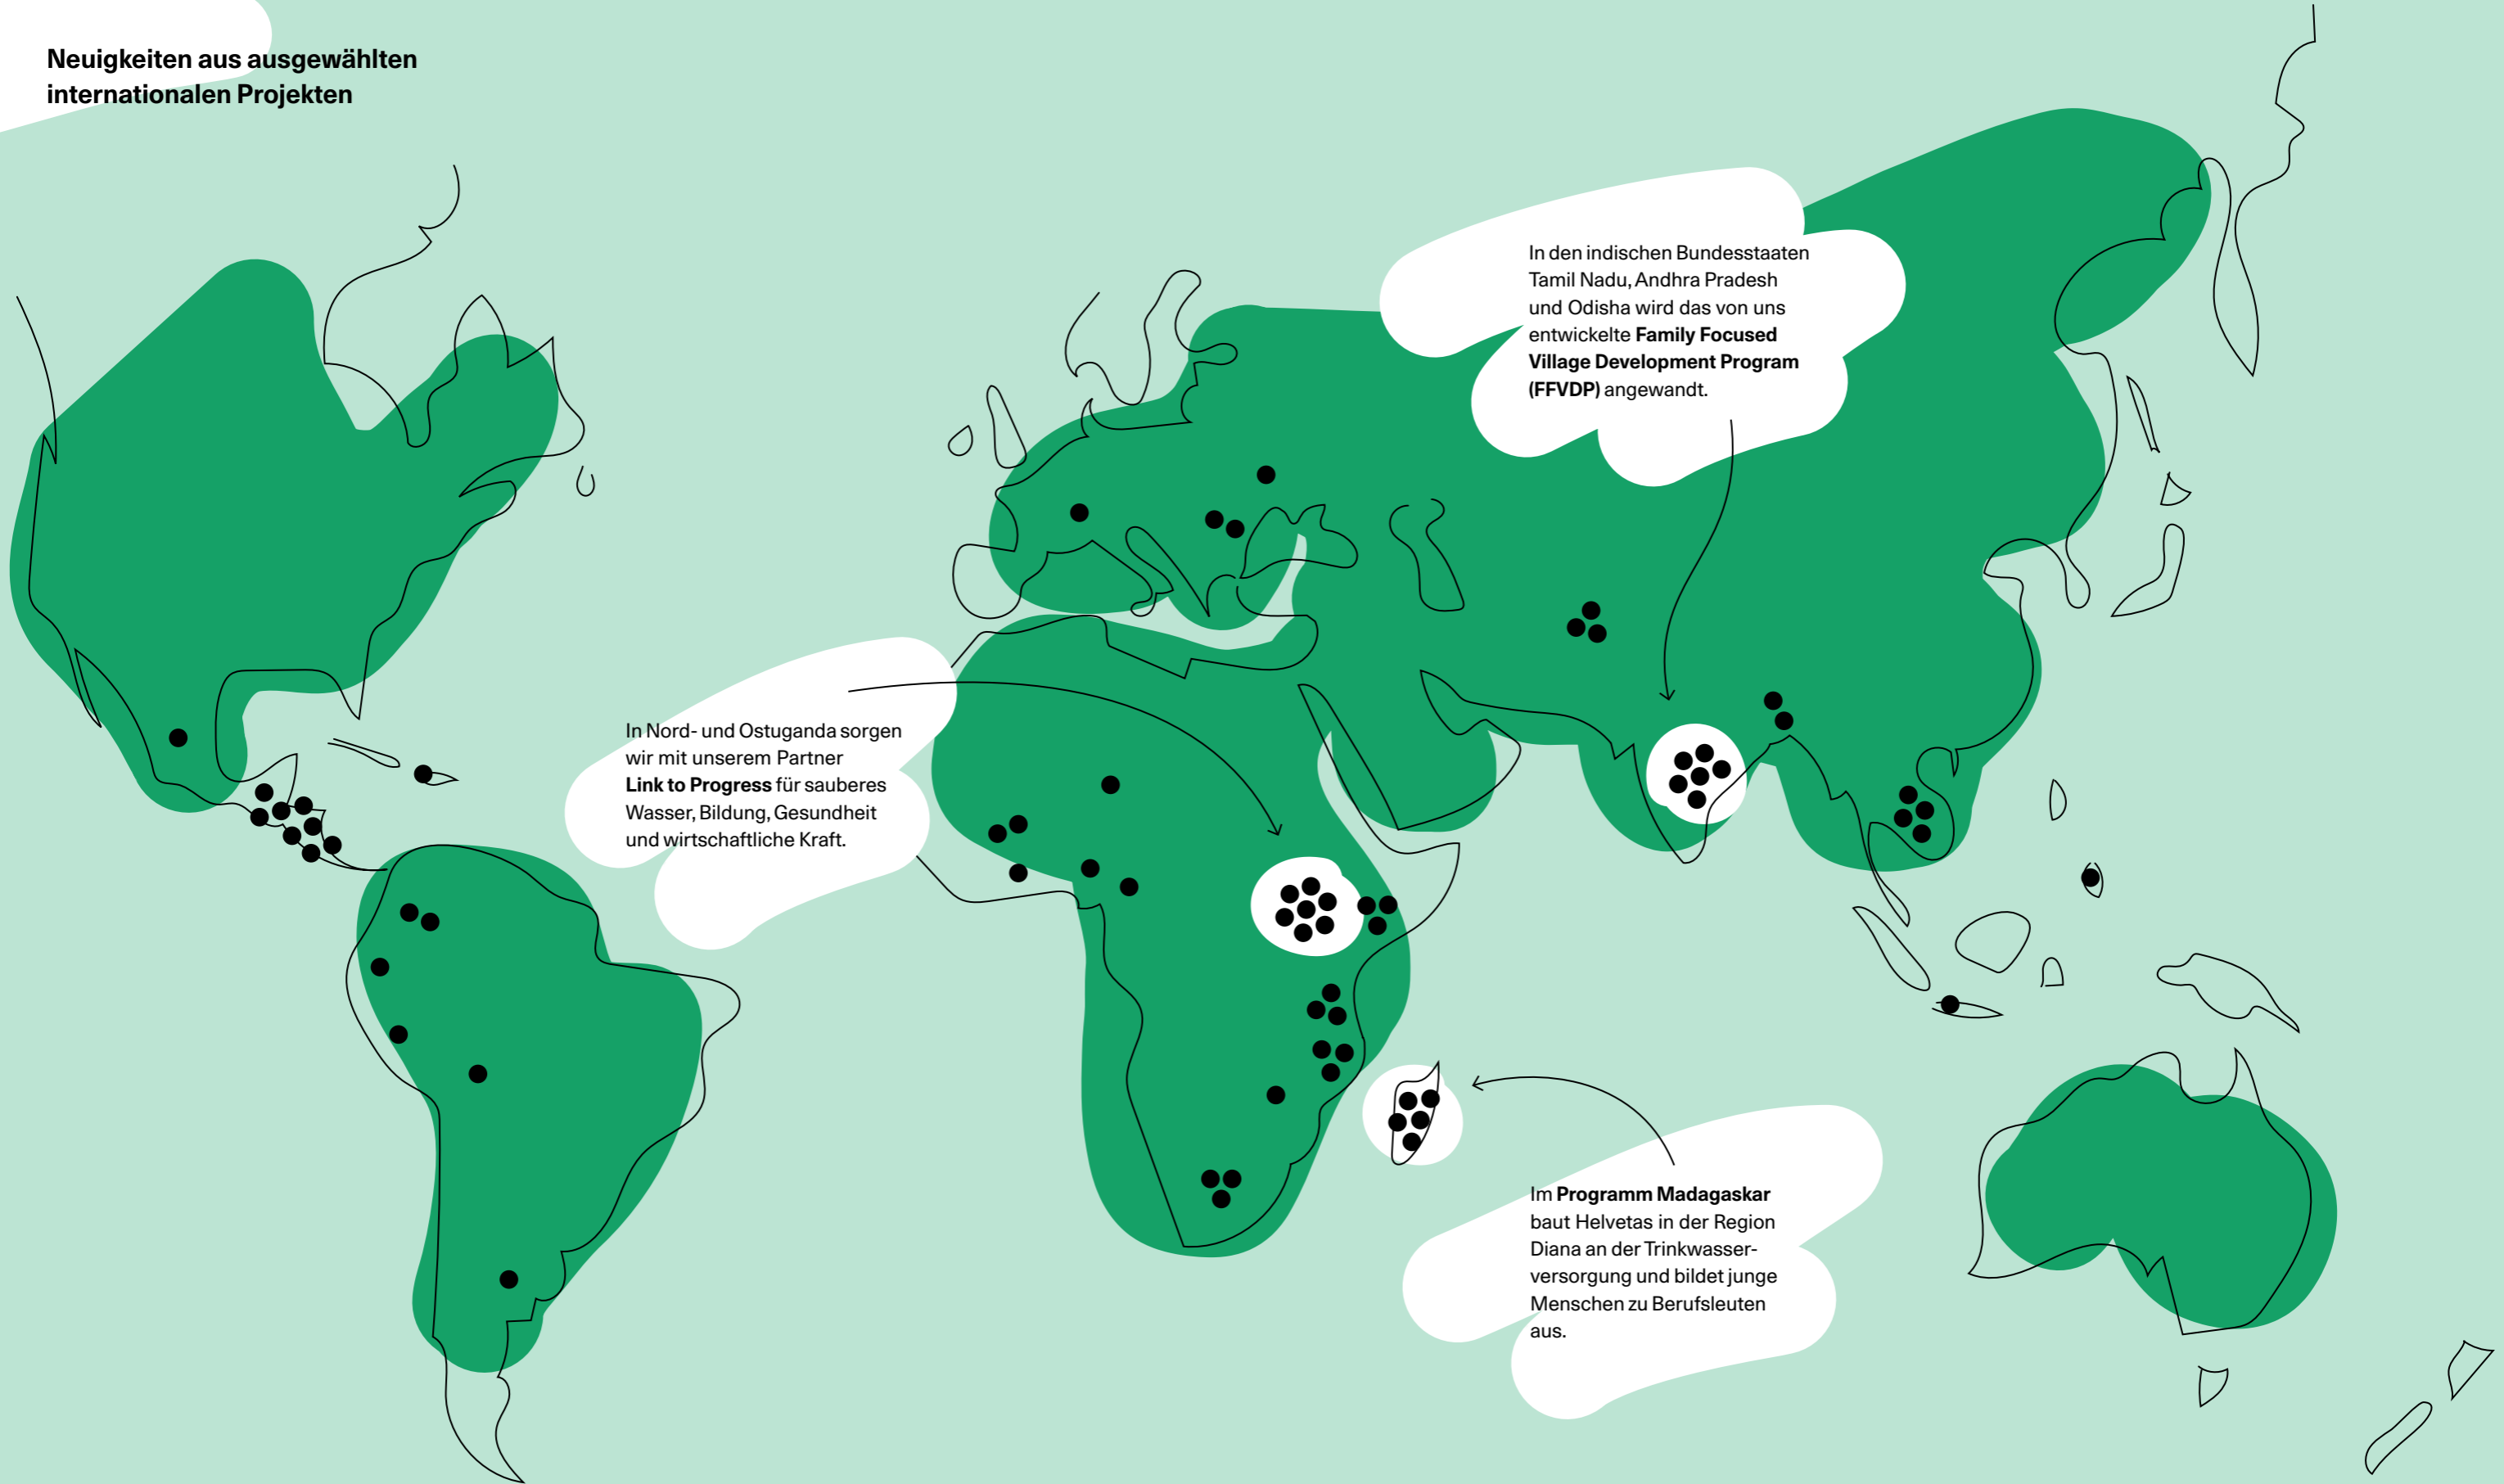 Neuigkeiten aus ausgewählten
internationalen Projekten
In den indischen Bundesstaaten
Tamil Nadu, Andhra Pradesh
und Odisha wird das von uns
entwickelte Family Focused
Village Development Program
(FFVDP) angewandt.
In Nord- und Ostuganda sorgen
wir mit unserem Partner
Link to Progress für sauberes
Wasser, Bildung, Gesundheit
und wirtschaftliche Kraft.
Im Programm Madagaskar
baut Helvetas in der Region
Diana an der Trinkwasser-
versorgung und bildet junge
Menschen zu Berufsleuten
aus.